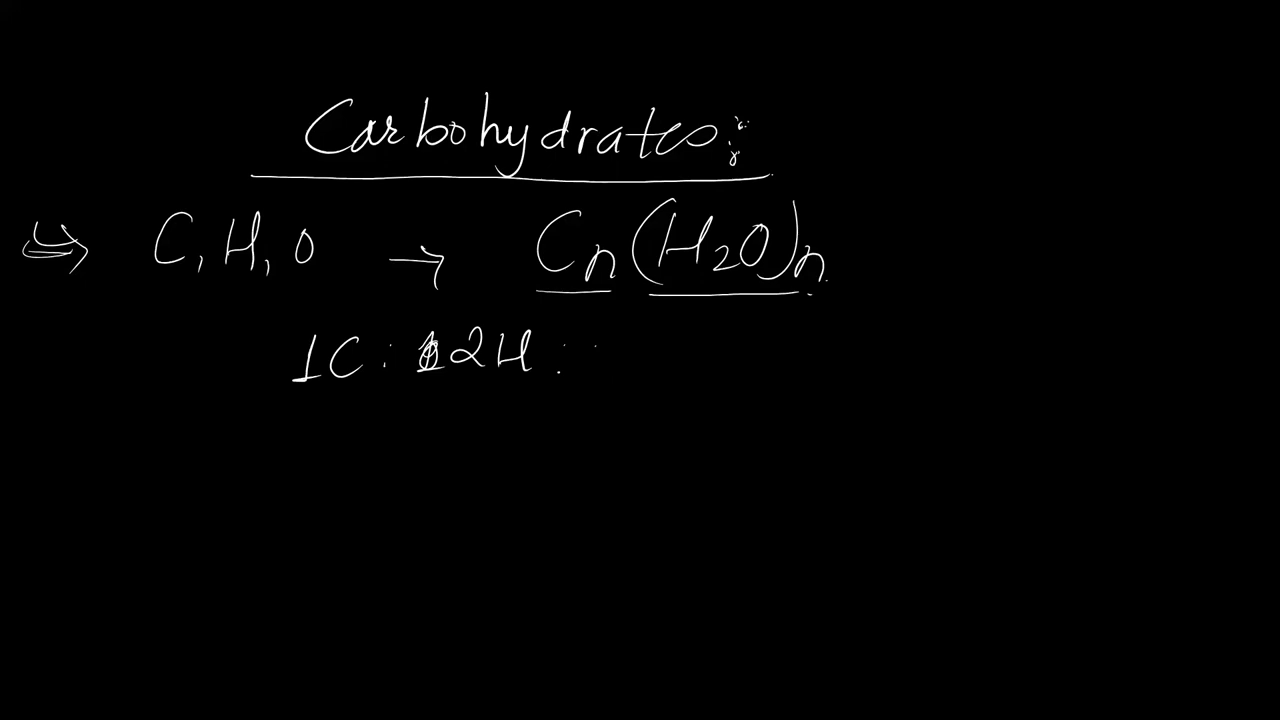 Carbohydrates:
⇒ C, H, O → Cn(H2O)n
1C : 2H :